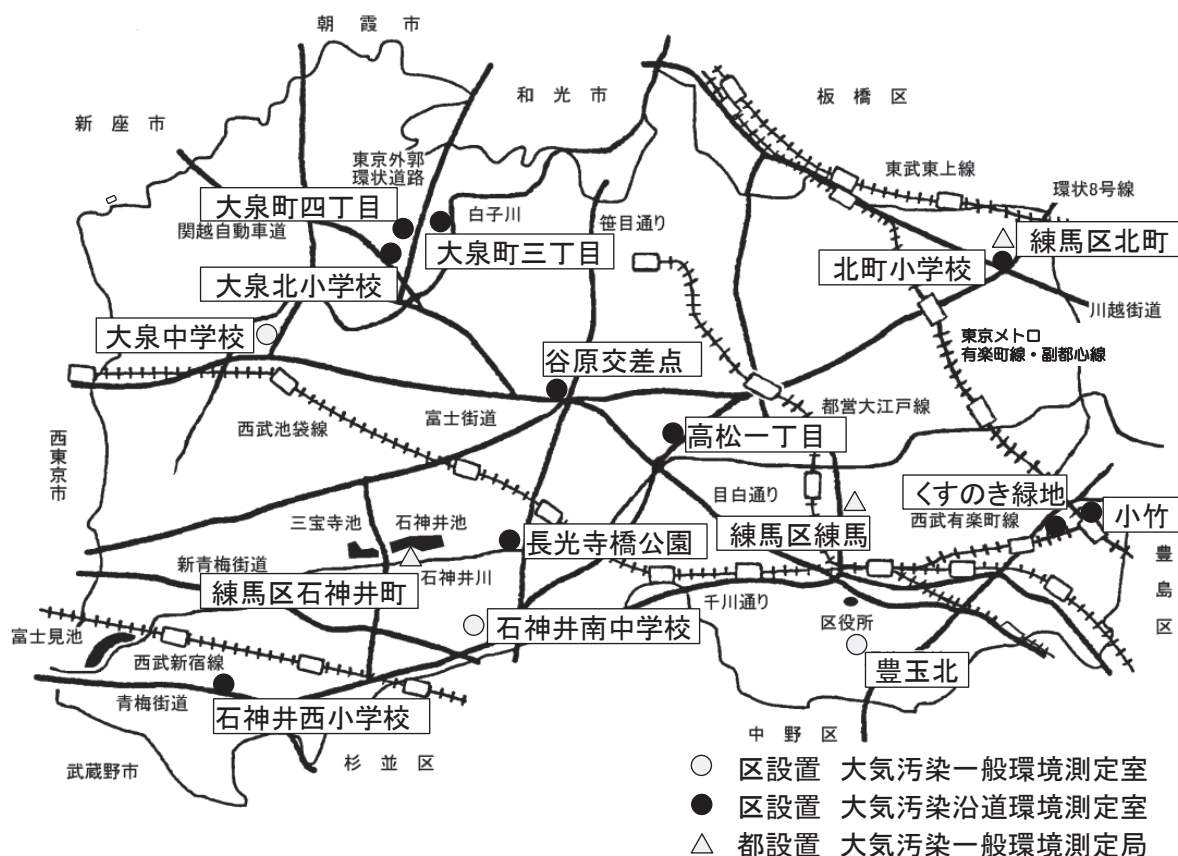 朝霞市
和光市
板橋区
新座市
東京外郭
環状道路
東武東上線
環状8号線
大泉町四丁目
白子川
笹目通り
関越自動車道
大泉町三丁目
練馬区北町
北町小学校
大泉北小学校
川越街道
大泉中学校
東京メトロ
有楽町線・副都心線
谷原交差点
富士街道
都営大江戸線
西武池袋線
高松一丁目
西東京市
目白通り
くすのき緑地
小竹
三宝寺池
石神井池
長光寺橋公園
練馬区練馬
西武有楽町線
新青梅街道
石神井川
豊島区
練馬区石神井町
千川通り
区役所
石神井南中学校
富士見池
西武新宿線
豊玉北
青梅街道
石神井西小学校
中野区
杉並区
武蔵野市
区設置 大気汚染一般環境測定室
区設置 大気汚染沿道環境測定室
都設置 大気汚染一般環境測定局